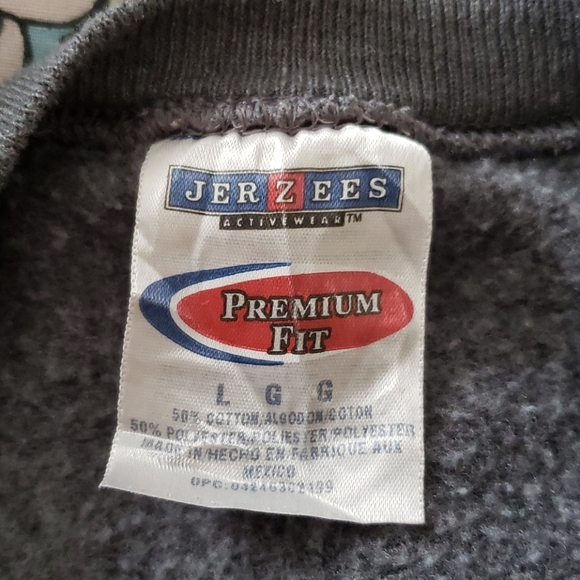 JERZEES
ACTIVEWEAR™
PREMIUM
FIT
L G G
50% COTTON/ALGODON/COTON
50% POLYESTER/POLIESTER/POLYESTER
MADE IN/HECHO EN/FABRIQUE AUX
MEXICO